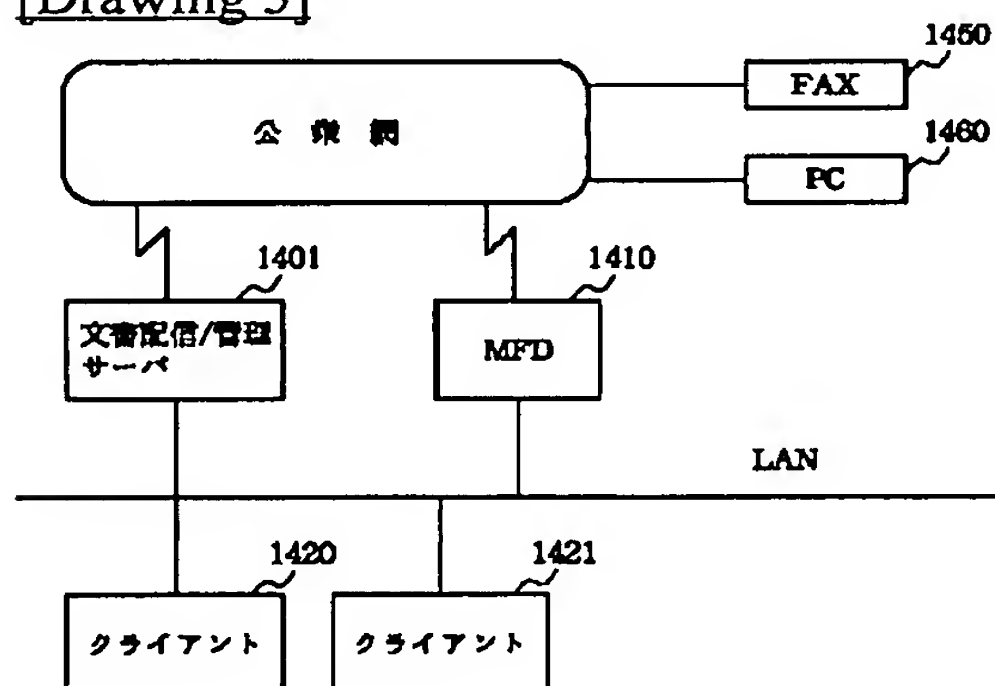 [Drawing 5]
1450
FAX
公衆網
1460
PC
1401
1410
文書配信/管理
サーバ
MFD
LAN
1420
1421
クライアント
クライアント